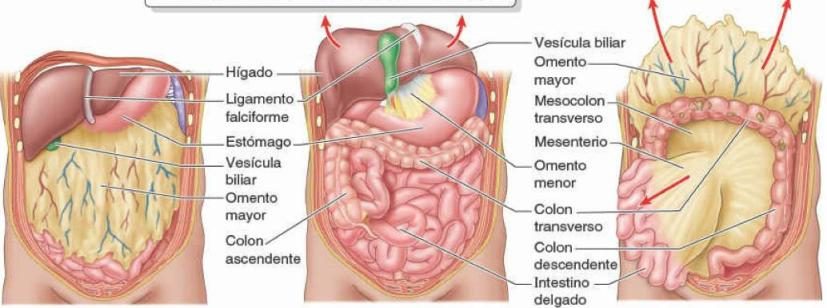 Hígado
Ligamento
falciforme
Estómago
Vesícula
biliar
Omento
mayor
Colon
ascendente
Vesícula biliar
Omento
mayor
Mesocolon
transverso
Mesenterio
Omento
menor
Colon
transverso
Colon
descendente
Intestino
delgado